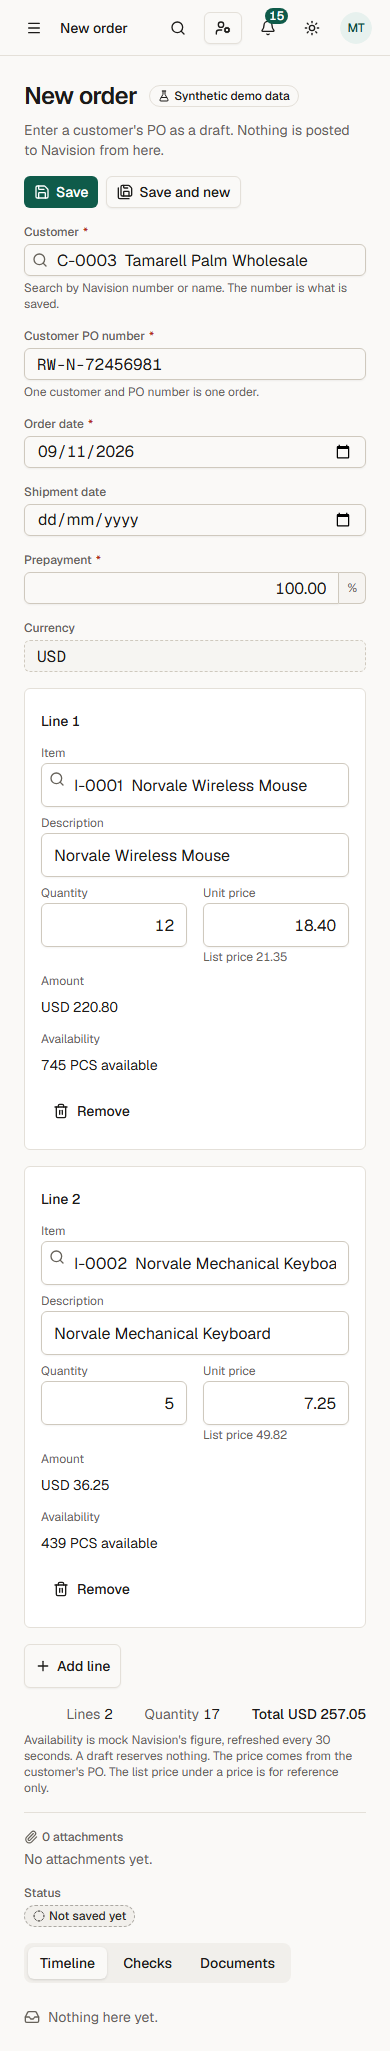 New order
15
MT
New order
Synthetic demo data
Enter a customer's PO as a draft. Nothing is posted
to Navision from here.
Save
Save and new
Customer *
C-0003 Tamarell Palm Wholesale
Search by Navision number or name. The number is what is
saved.
Customer PO number *
RW-N-72456981
One customer and PO number is one order.
Order date *
09/11/2026
Shipment date
dd/mm/yyyy
Prepayment *
100.00 %
Currency
USD
Line 1
Item
I-0001 Norvale Wireless Mouse
Description
Norvale Wireless Mouse
Quantity Unit price
12 18.40
List price 21.35
Amount
USD 220.80
Availability
745 PCS available
Remove
Line 2
Item
I-0002 Norvale Mechanical Keyboa
Description
Norvale Mechanical Keyboard
Quantity Unit price
5 7.25
List price 49.82
Amount
USD 36.25
Availability
439 PCS available
Remove
Add line
Lines 2 Quantity 17 Total USD 257.05
Availability is mock Navision's figure, refreshed every 30
seconds. A draft reserves nothing. The price comes from the
customer's PO. The list price under a price is for reference
only.
0 attachments
No attachments yet.
Status
Not saved yet
Timeline Checks Documents
Nothing here yet.